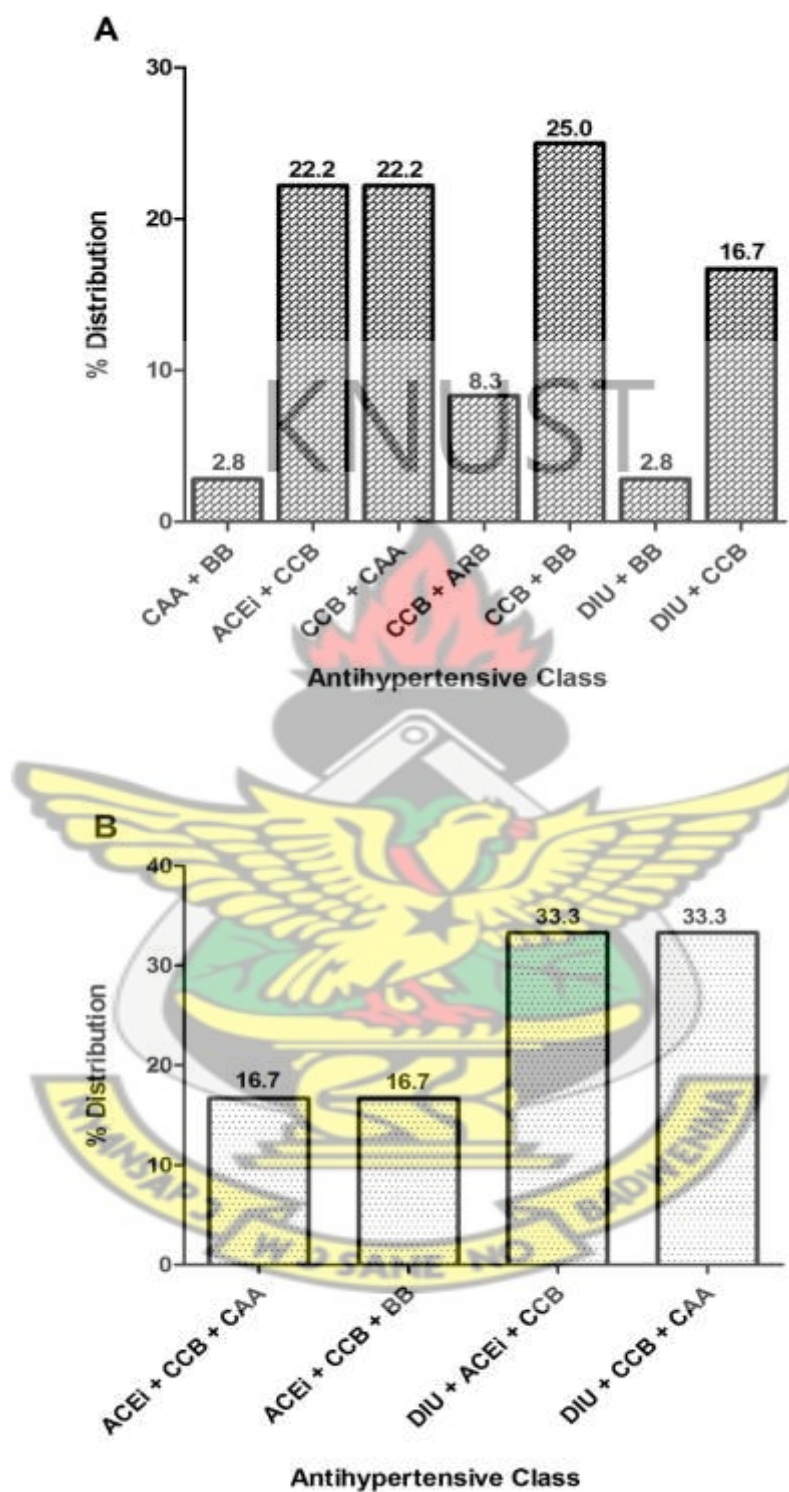 A
30
20
10
0
% Distribution
2.8
22.2
22.2
8.3
25.0
2.8
16.7
KNUST
CAA + BB
ACEi + CCB
CCB + CAA
CCB + ARB
CCB + BB
DIU + BB
DIU + CCB
Antihypertensive Class
B
40
30
20
10
0
% Distribution
16.7
16.7
33.3
33.3
BADWENMA
ACEi + CCB + CAA
ACEi + CCB + BB
DIU + ACEi + CCB
DIU + CCB + CAA
Antihypertensive Class